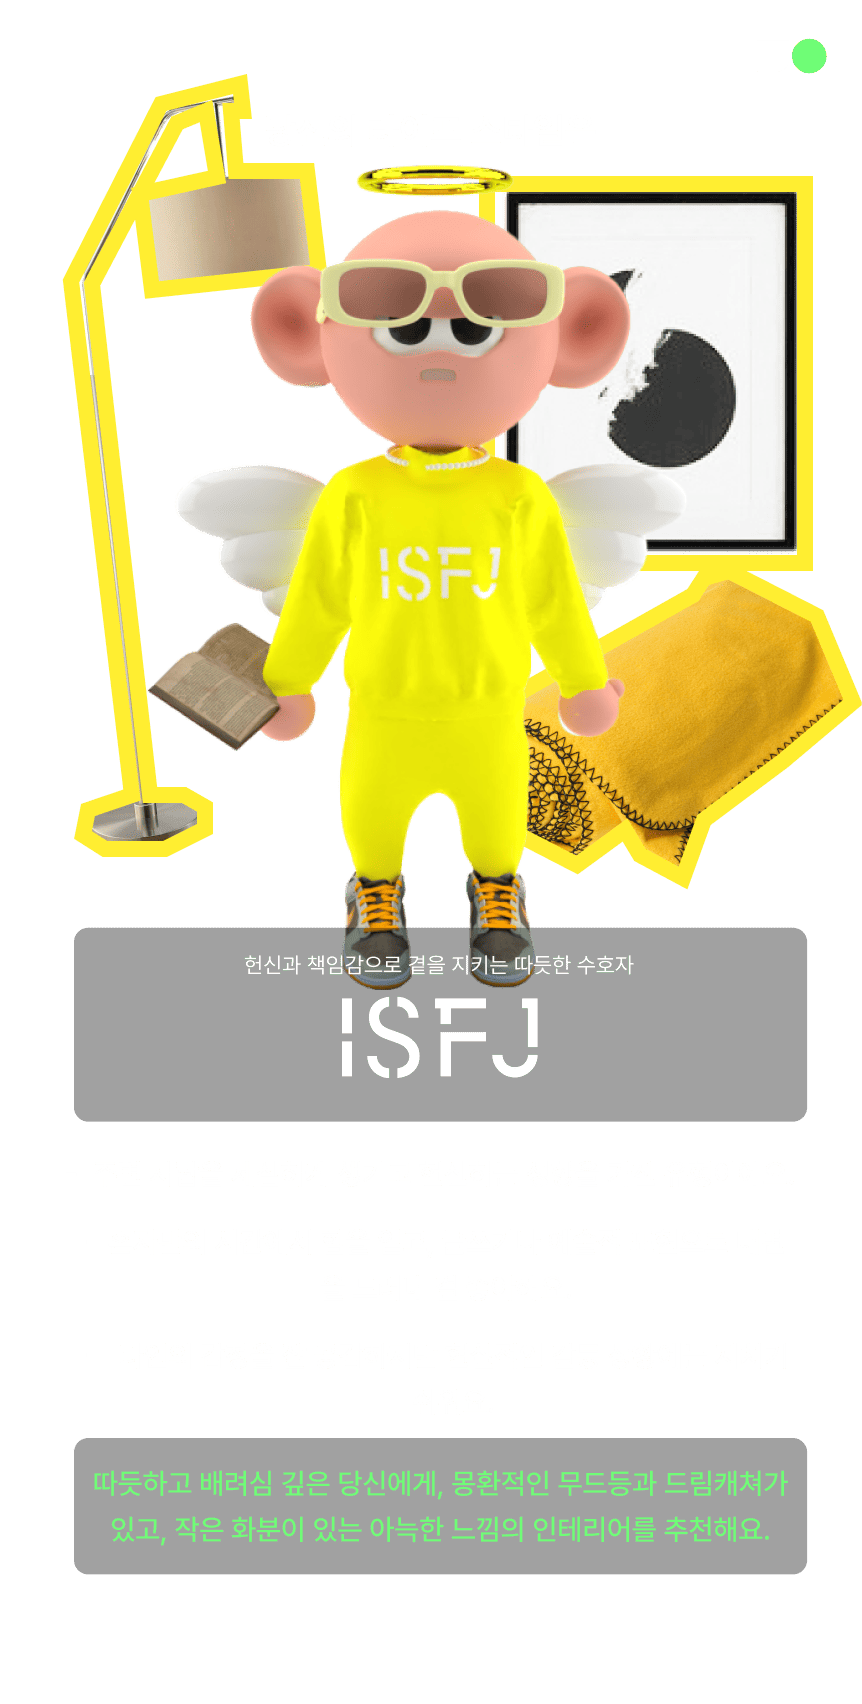 ISFJ
헌신과 책임감으로 곁을 지키는 따듯한 수호자
ISFJ
따듯하고 배려심 깊은 당신에게, 몽환적인 무드등과 드림캐쳐가
있고, 작은 화분이 있는 아늑한 느낌의 인테리어를 추천해요.